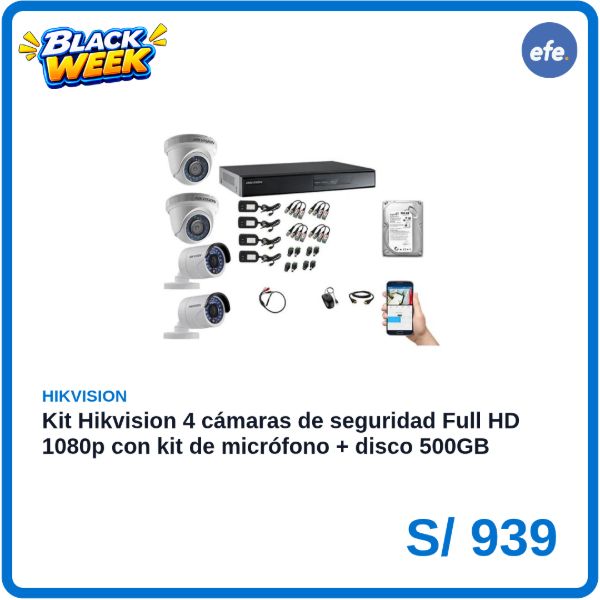 BLACK
WEEK
efe.
HIKVISION
Kit Hikvision 4 cámaras de seguridad Full HD
1080p con kit de micrófono + disco 500GB
S/ 939